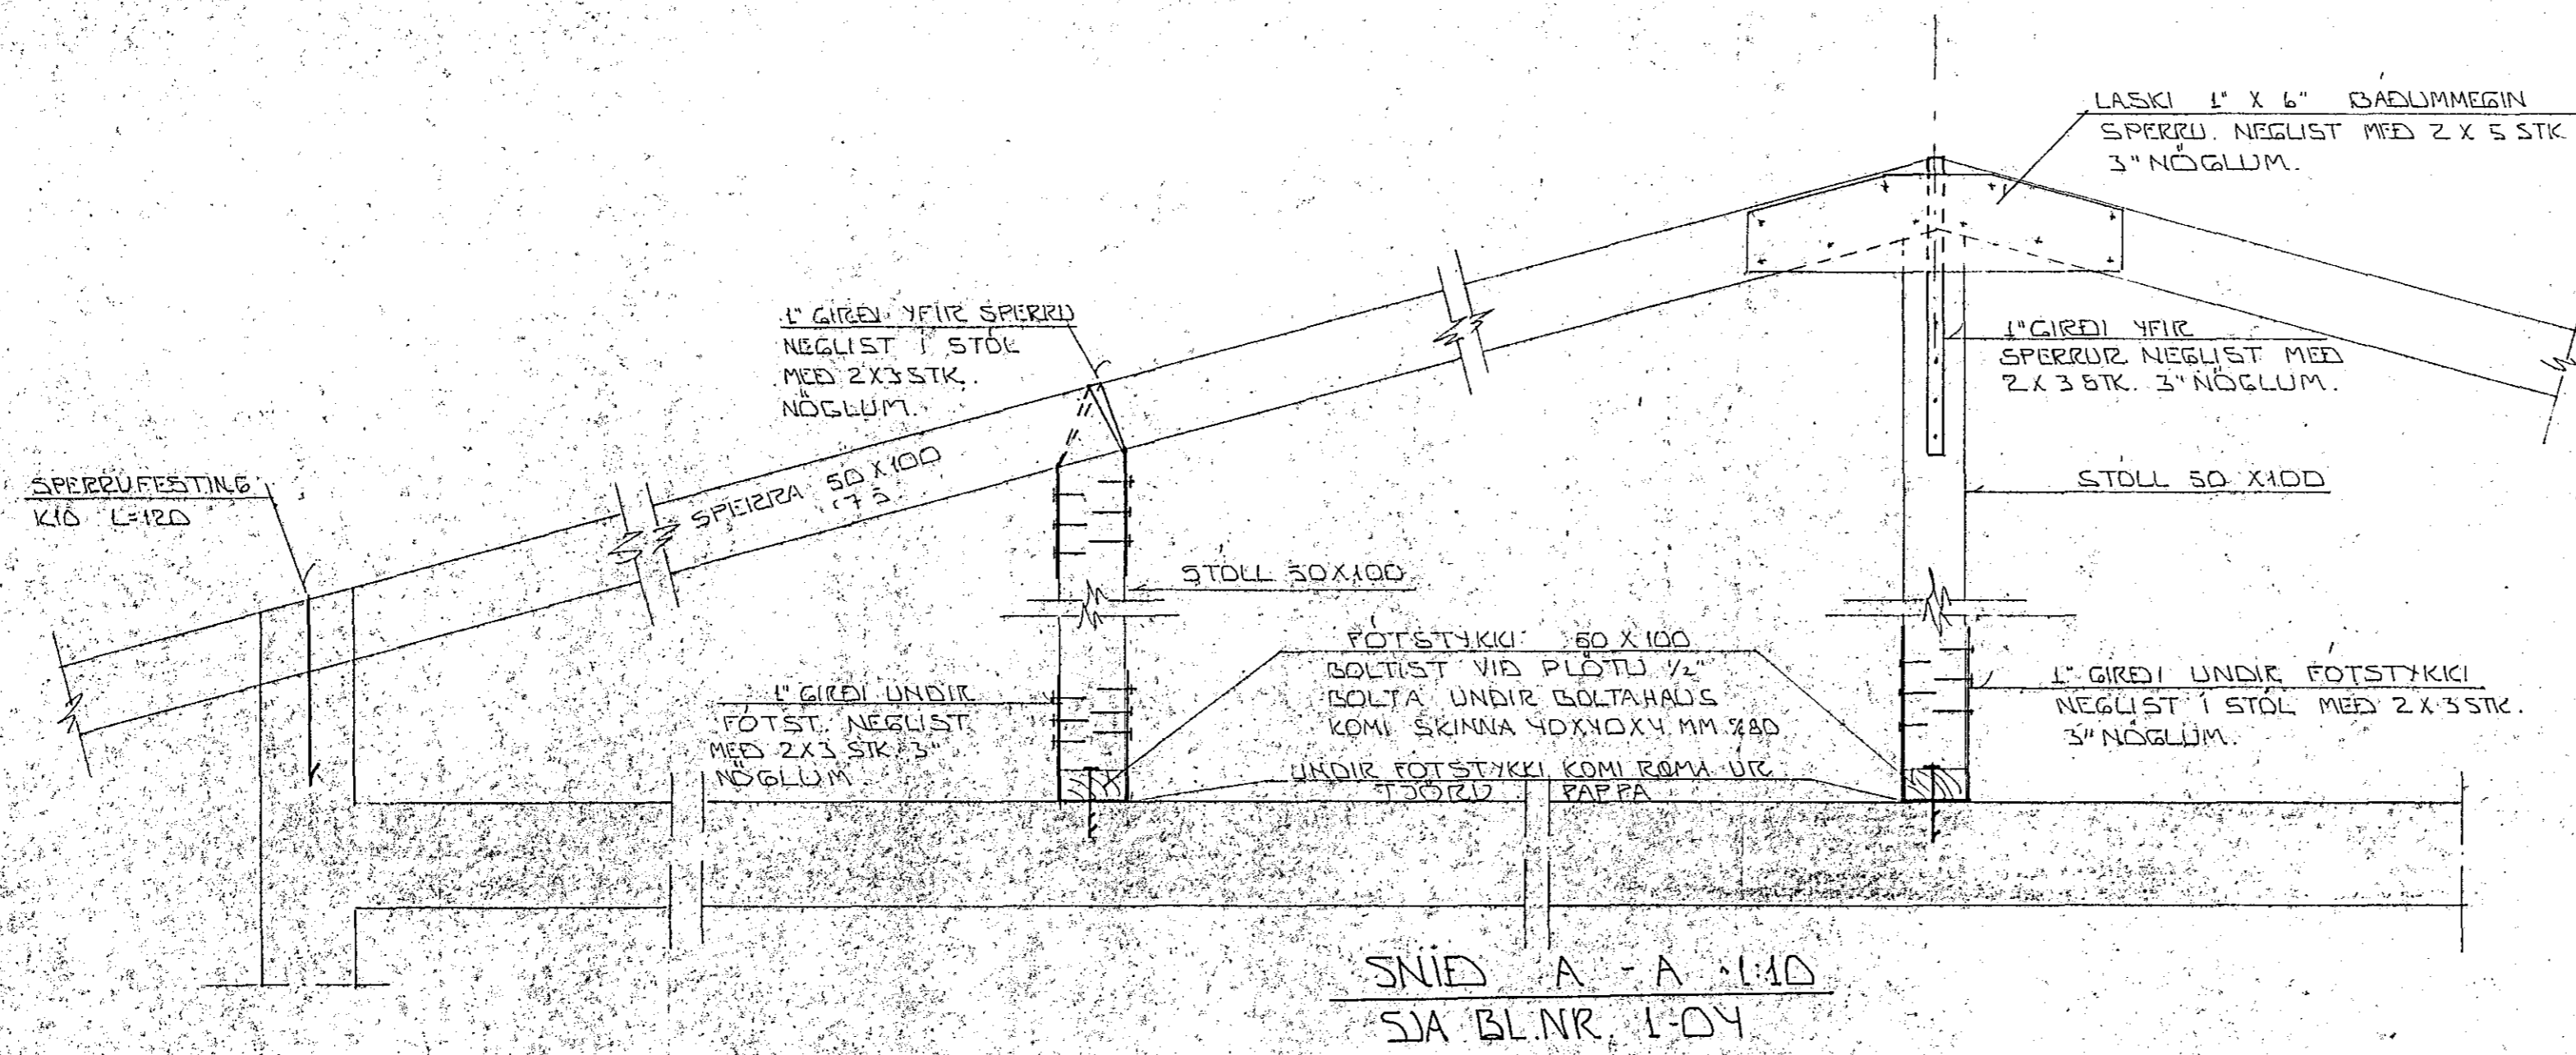 LASKI 1" X 6" BÁÐUMMEGIN
SPERRU. NEGLIST MEÐ 2 X 5 STK
3" NÖGLUM.
1" GIRÐI YFIR SPERRU
NEGLIST Í STÓL
MEÐ 2X3 STK.
NÖGLUM.
1" GIRÐI YFIR
SPERRUR NEGLIST MEÐ
2 X 3 STK. 3" NÖGLUM.
SPERRUFESTING
K10 L=120
SPERRA 50 X 100
STÓLL 50 X 100
STÓLL 50X100
FÓTSTYKKI 50 X 100
BOLTIST VIÐ PLÖTU 1/2"
BOLTA UNDIR BOLTAHAUS
KOMI SKINNA 40X40X4 MM %80
1" GIRÐI UNDIR
FÓTST. NEGLIST
MEÐ 2X3 STK. 3"
NÖGLUM
1" GIRÐI UNDIR FÓTSTYKKI
NEGLIST Í STÓL MEÐ 2 X 3 STK.
3" NÖGLUM.
UNDIR FÓTSTYKKI KOMI RÆMA ÚR
TJÖRU PAPPA
SNIÐ A - A 1:10
SJÁ BL.NR. 1-04